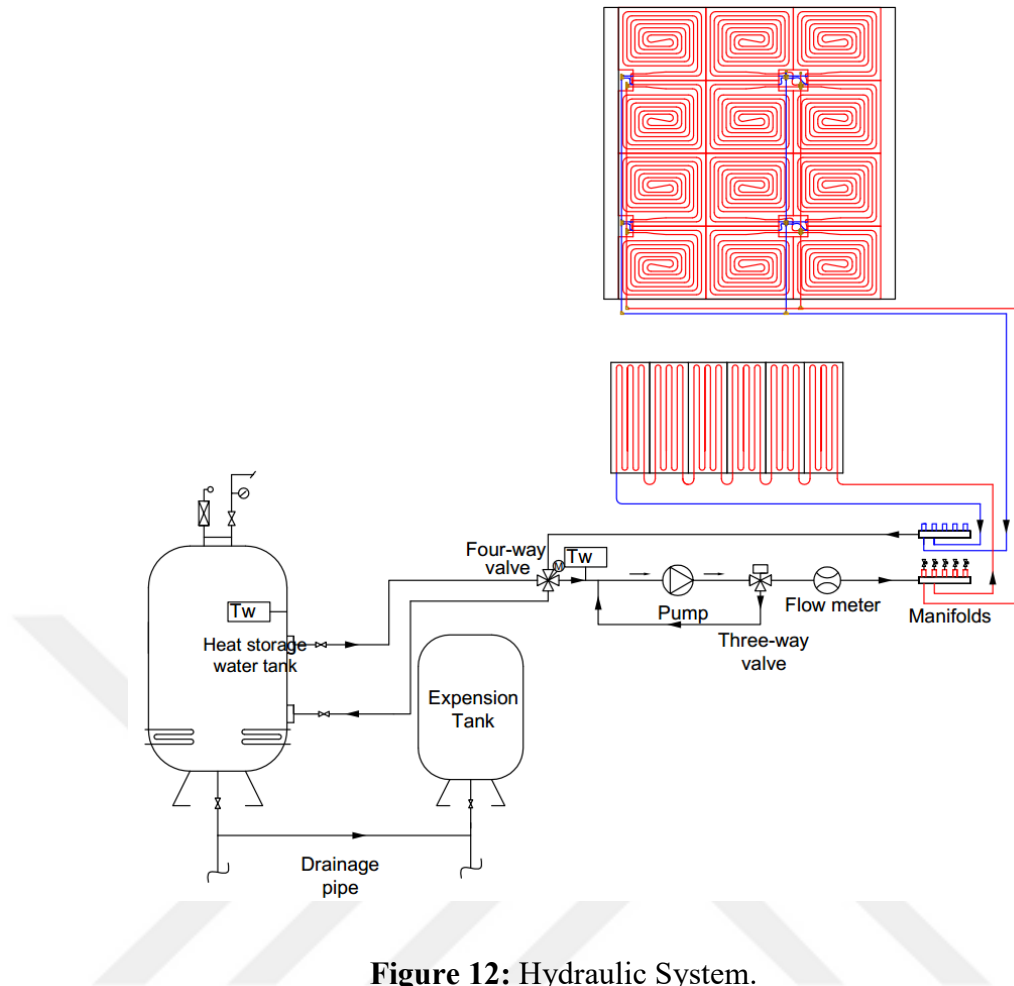 Four-way
valve
M
Tw
Pump
Flow meter
Manifolds
Three-way
valve
Tw
Heat storage
water tank
Expension
Tank
Drainage
pipe
Figure 12: Hydraulic System.